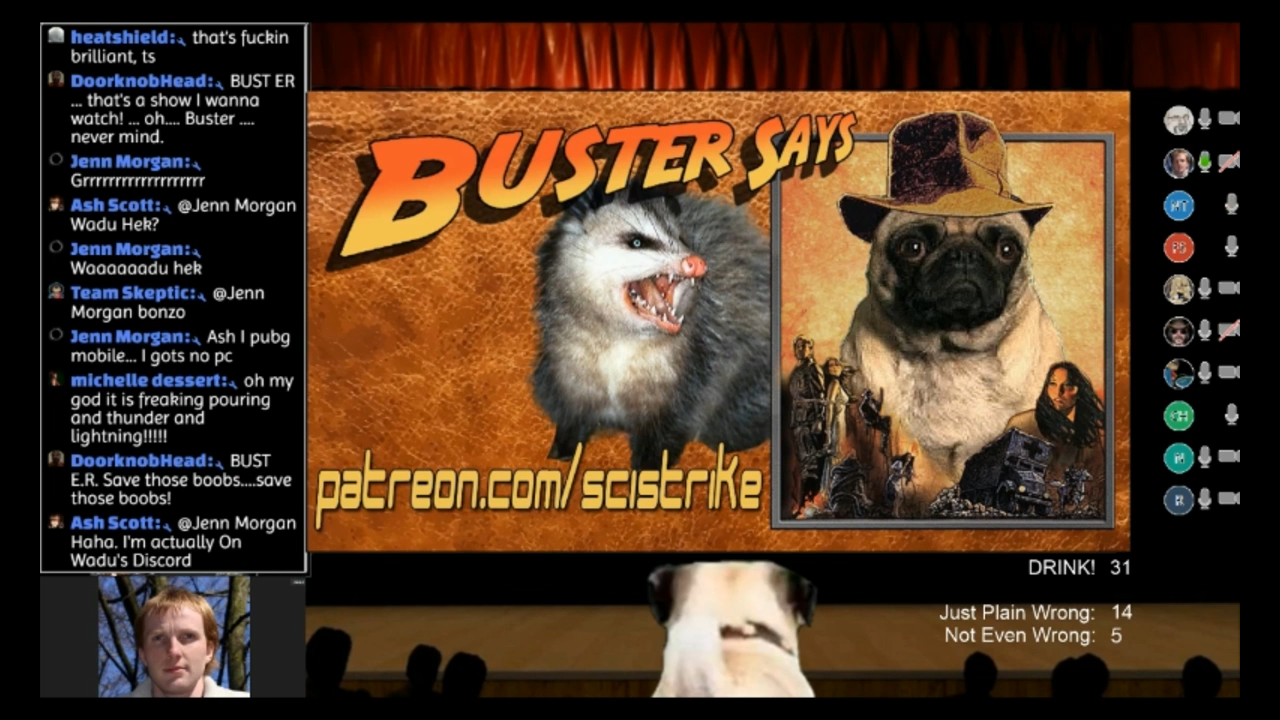 heatshield: that's fuckin
brilliant, ts
DoorknobHead: BUST ER
... that's a show I wanna
watch! ... oh.... Buster ....
never mind.
Jenn Morgan:
Grrrrrrrrrrrrrrrrrrr
Ash Scott: @Jenn Morgan
Wadu Hek?
Jenn Morgan:
Waaaaaadu hek
Team Skeptic: @Jenn
Morgan bonzo
Jenn Morgan: Ash I pubg
mobile... I gots no pc
michelle dessert: oh my
god it is freaking pouring
and thunder and
lightning!!!!!
DoorknobHead: BUST
E.R. Save those boobs....save
those boobs!
Ash Scott: @Jenn Morgan
Haha. I'm actually On
Wadu's Discord
BUSTER SAYS
patreon.com/scistrike
DRINK! 31
Just Plain Wrong: 14
Not Even Wrong: 5